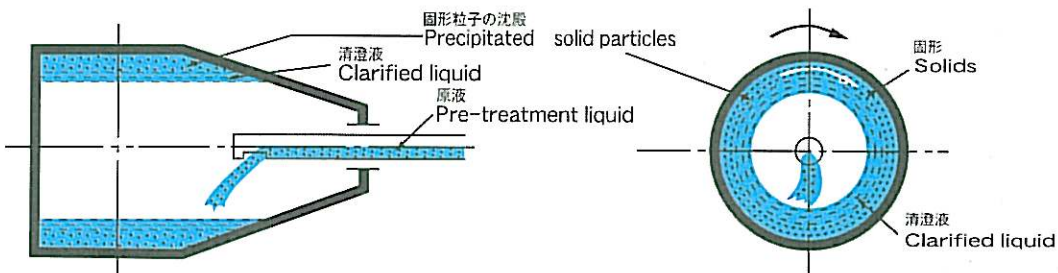 固形粒子の沈殿
Precipitated solid particles
清澄液
Clarified liquid
原液
Pre-treatment liquid
固形
Solids
清澄液
Clarified liquid